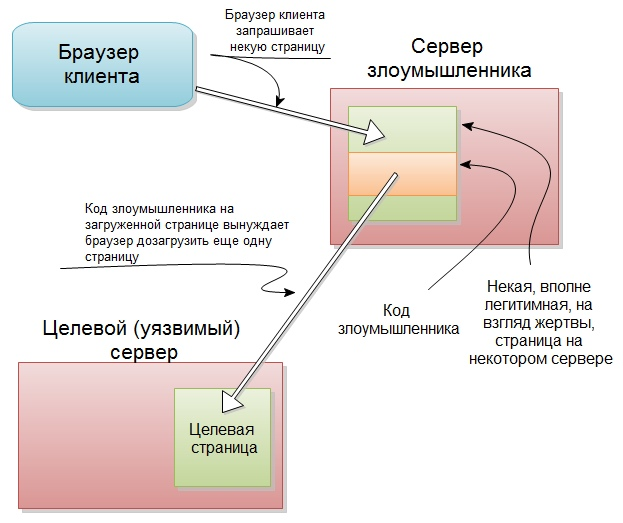 Браузер клиента
запрашивает
некую страницу
Браузер
клиента
Сервер
злоумышленника
Код злоумышленника на
загруженной странице вынуждает
браузер дозагрузить еще одну
страницу
Код
злоумышленника
Некая, вполне
легитимная, на
взгляд жертвы,
страница на
некотором сервере
Целевой (уязвимый)
сервер
Целевая
страница